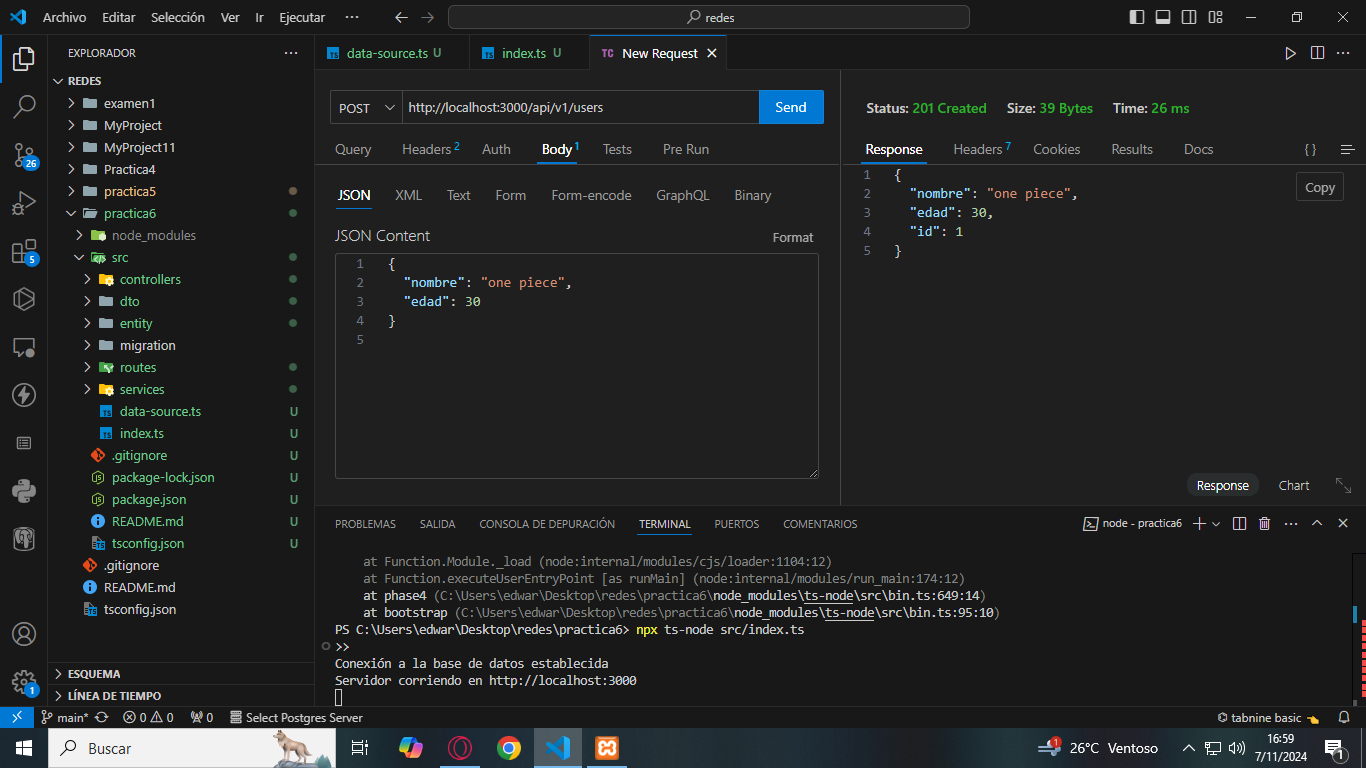 Archivo Editar Selección Ver Ir Ejecutar ··· redes
EXPLORADOR ···
REDES
examen1
MyProject
MyProject11
Practica4
practica5
practica6
node_modules
src
controllers
dto
entity
migration
routes
services
TS data-source.ts U
TS index.ts U
.gitignore U
package-lock.json U
package.json U
README.md U
tsconfig.json U
.gitignore
README.md
tsconfig.json
ESQUEMA
LÍNEA DE TIEMPO
26
5
1
TS data-source.ts U TS index.ts U TC New Request
POST http://localhost:3000/api/v1/users Send
Query Headers 2 Auth Body 1 Tests Pre Run
JSON XML Text Form Form-encode GraphQL Binary
JSON Content Format
1 {
2 "nombre": "one piece",
3 "edad": 30
4 }
5
Status: 201 Created Size: 39 Bytes Time: 26 ms
Response Headers 7 Cookies Results Docs { }
Copy
1 {
2 "nombre": "one piece",
3 "edad": 30,
4 "id": 1
5 }
Response Chart
PROBLEMAS SALIDA CONSOLA DE DEPURACIÓN TERMINAL PUERTOS COMENTARIOS node - practica6
at Function.Module._load (node:internal/modules/cjs/loader:1104:12)
at Function.executeUserEntryPoint [as runMain] (node:internal/modules/run_main:174:12)
at phase4 (C:\Users\edwar\Desktop\redes\practica6\node_modules\ts-node\src\bin.ts:649:14)
at bootstrap (C:\Users\edwar\Desktop\redes\practica6\node_modules\ts-node\src\bin.ts:95:10)
PS C:\Users\edwar\Desktop\redes\practica6> npx ts-node src/index.ts
>>
Conexión a la base de datos establecida
Servidor corriendo en http://localhost:3000
main* 0 0 0 Select Postgres Server tabnine basic
Buscar 1 26°C Ventoso 16:59
7/11/2024 1